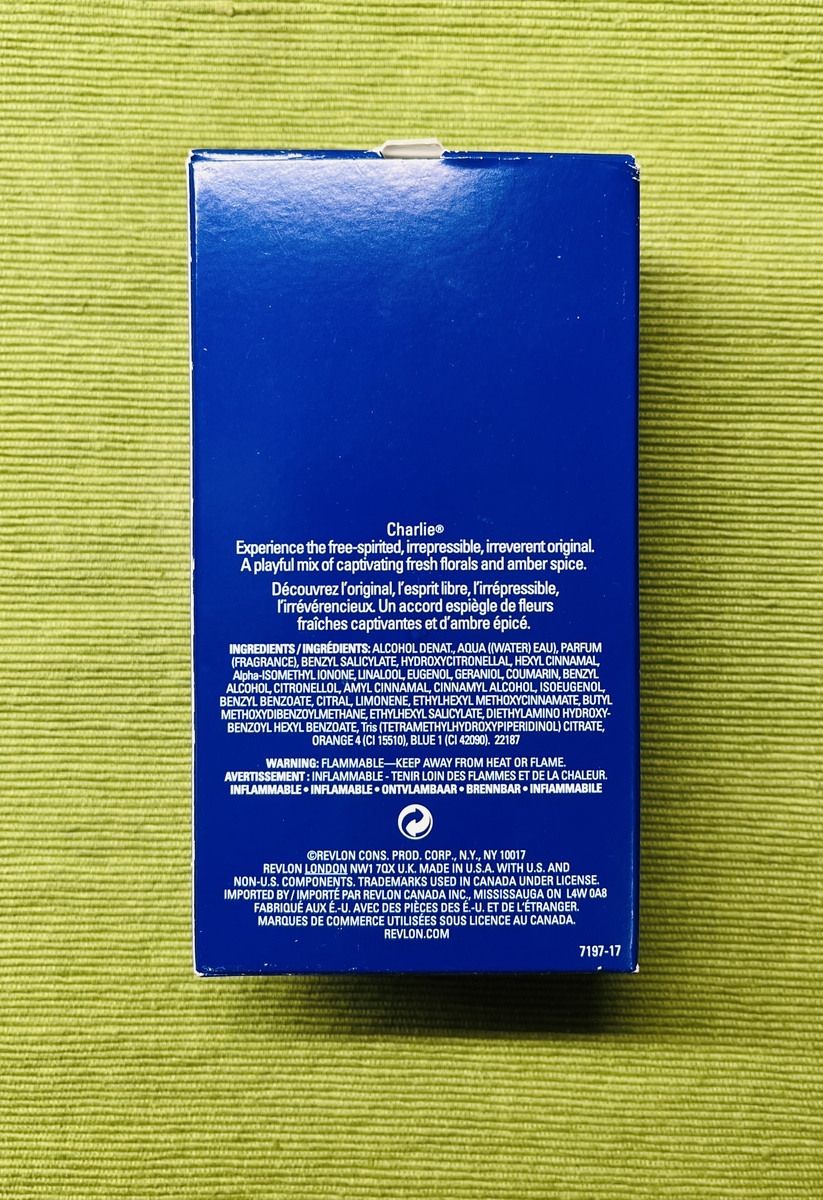 Charlie®
Experience the free-spirited, irrepressible, irreverent original.
A playful mix of captivating fresh florals and amber spice.
Découvrez l'original, l'esprit libre, l'irrépressible,
l'irrévérencieux. Un accord espiègle de fleurs
fraîches captivantes et d'ambre épicé.
INGREDIENTS / INGRÉDIENTS: ALCOHOL DENAT., AQUA ((WATER) EAU), PARFUM
(FRAGRANCE), BENZYL SALICYLATE, HYDROXYCITRONELLAL, HEXYL CINNAMAL,
Alpha-ISOMETHYL IONONE, LINALOOL, EUGENOL, GERANIOL, COUMARIN, BENZYL
ALCOHOL, CITRONELLOL, AMYL CINNAMAL, CINNAMYL ALCOHOL, ISOEUGENOL,
BENZYL BENZOATE, CITRAL, LIMONENE, ETHYLHEXYL METHOXYCINNAMATE, BUTYL
METHOXYDIBENZOYLMETHANE, ETHYLHEXYL SALICYLATE, DIETHYLAMINO HYDROXY-
BENZOYL HEXYL BENZOATE, Tris (TETRAMETHYLHYDROXYPIPERIDINOL) CITRATE,
ORANGE 4 (CI 15510), BLUE 1 (CI 42090). 22187
WARNING: FLAMMABLE—KEEP AWAY FROM HEAT OR FLAME.
AVERTISSEMENT : INFLAMMABLE - TENIR LOIN DES FLAMMES ET DE LA CHALEUR.
INFLAMMABLE • INFLAMABLE • ONTVLAMBAAR • BRENNBAR • INFIAMMABILE
©REVLON CONS. PROD. CORP., N.Y., NY 10017
REVLON LONDON NW1 7QX U.K. MADE IN U.S.A. WITH U.S. AND
NON-U.S. COMPONENTS. TRADEMARKS USED IN CANADA UNDER LICENSE.
IMPORTED BY / IMPORTÉ PAR REVLON CANADA INC., MISSISSAUGA ON L4W 0A8
FABRIQUÉ AUX É.-U. AVEC DES PIÈCES DES É.-U. ET DE L'ÉTRANGER.
MARQUES DE COMMERCE UTILISÉES SOUS LICENCE AU CANADA.
REVLON.COM
7197-17